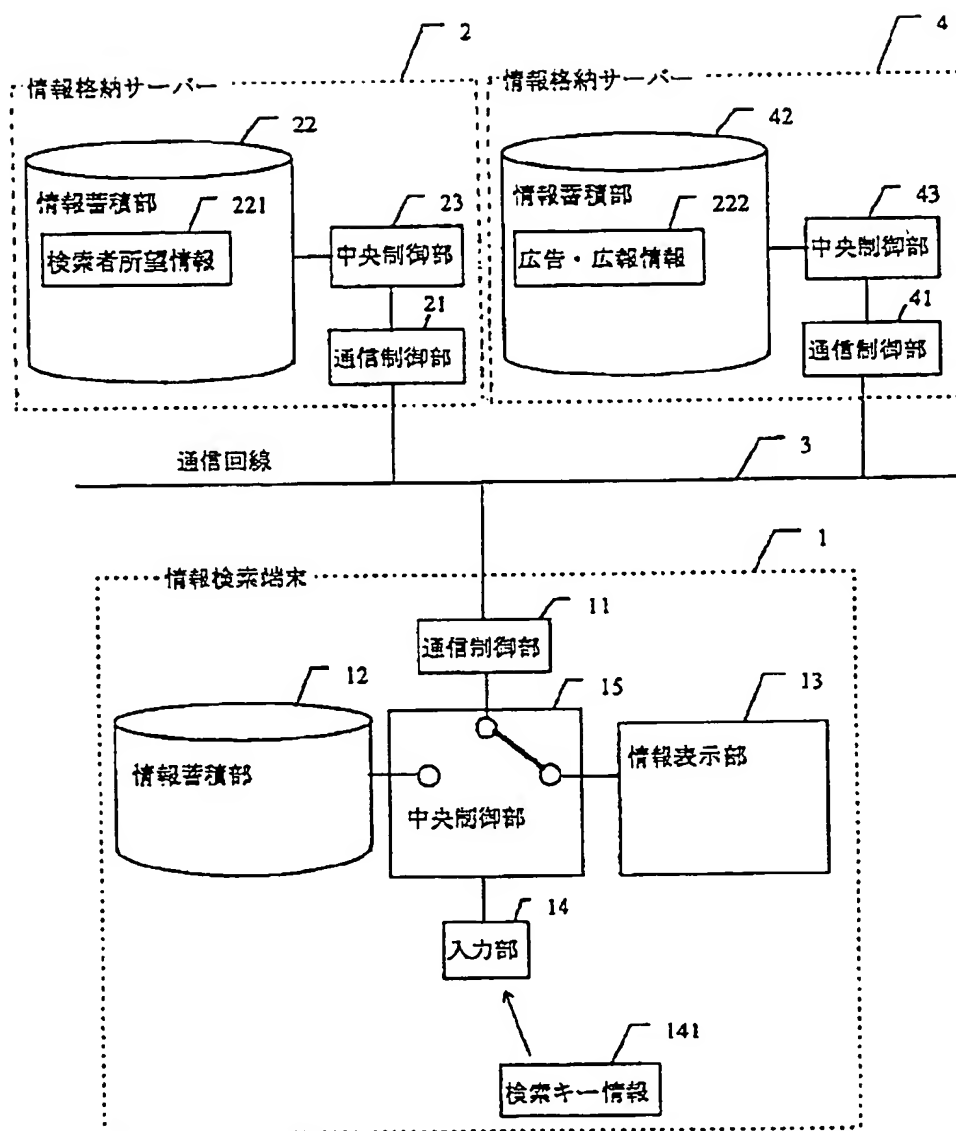 2
4
情報格納サーバー
情報格納サーバー
22
42
情報蓄積部
情報蓄積部
221
23
222
43
検索者所望情報
中央制御部
広告・広報情報
中央制御部
21
41
通信制御部
通信制御部
通信回線
3
1
情報検索端末
11
通信制御部
12
15
13
情報蓄積部
中央制御部
情報表示部
14
入力部
141
検索キー情報